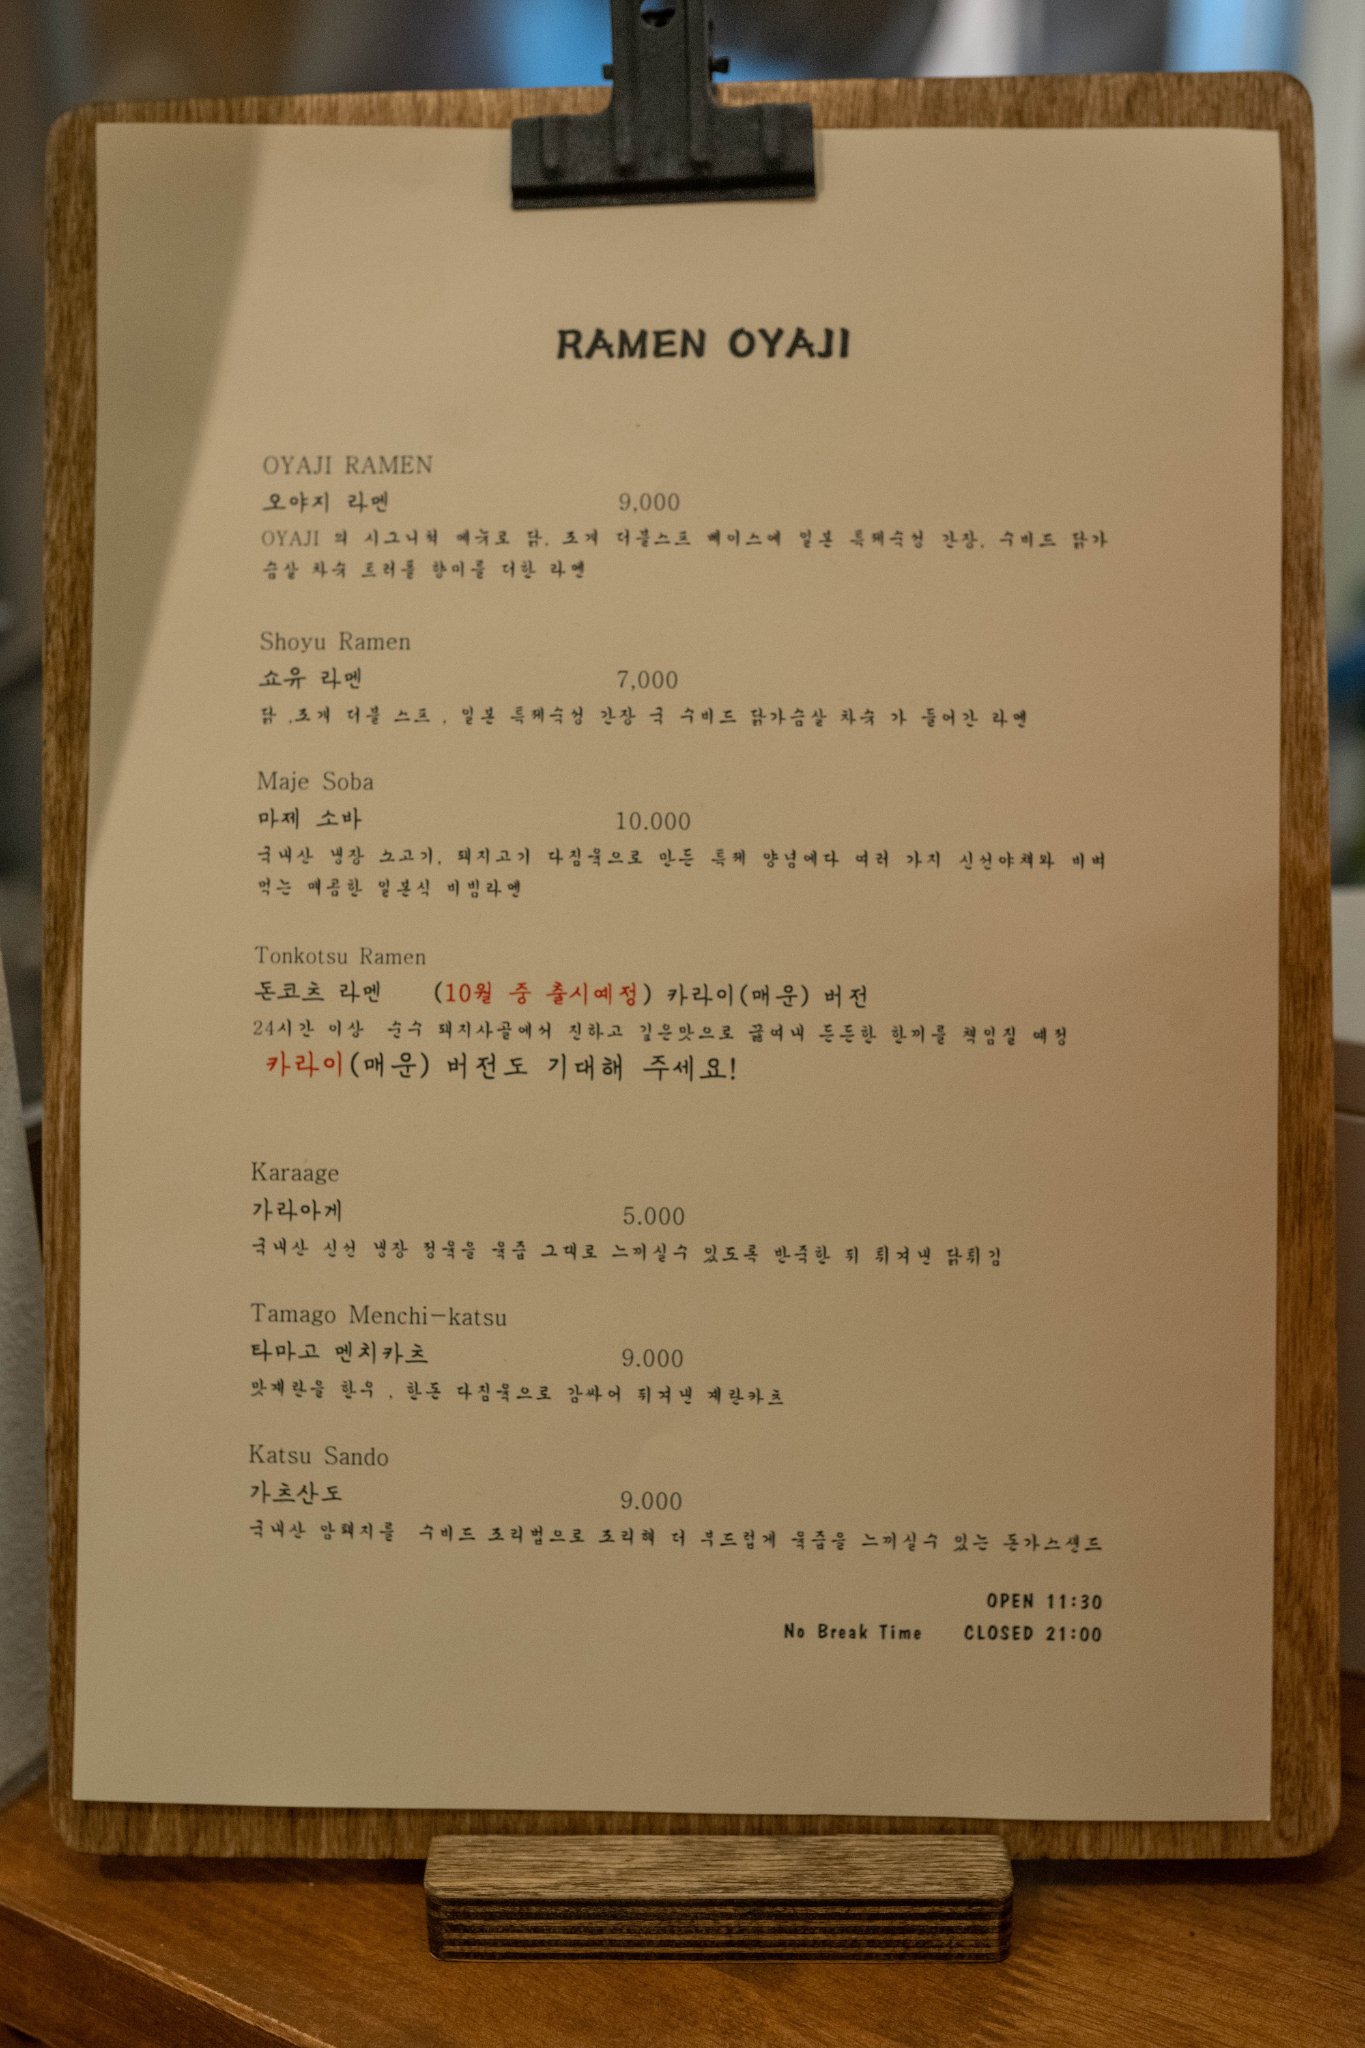 RAMEN OYAJI
OYAJI RAMEN
오야지 라멘 9,000
OYAJI 의 시그니처 메뉴로 닭, 조개 더블스프 베이스에 일본 특제숙성 간장, 수비드 닭가
슴살 차슈 트러플 향미를 더한 라멘
Shoyu Ramen
쇼유 라멘 7,000
닭 ,조개 더블 스프 , 일본 특제숙성 간장 국 수비드 닭가슴살 차슈 가 들어간 라멘
Maje Soba
마제 소바 10.000
국내산 냉장 소고기, 돼지고기 다짐육으로 만든 특제 양념에다 여러 가지 신선야채와 비벼
먹는 매콤한 일본식 비빔라멘
Tonkotsu Ramen
돈코츠 라멘 (10월 중 출시예정) 카라이(매운) 버전
24시간 이상 순수 돼지사골에서 진하고 깊은맛으로 끓여내 든든한 한끼를 책임질 예정
카라이(매운) 버전도 기대해 주세요!
Karaage
가라아게 5.000
국내산 신선 냉장 정육을 육즙 그대로 느끼실수 있도록 반죽한 뒤 튀겨낸 닭튀김
Tamago Menchi-katsu
타마고 멘치카츠 9.000
맛계란을 한우 , 한돈 다짐육으로 감싸어 튀겨낸 계란카츠
Katsu Sando
가츠산도 9.000
국내산 암퇘지를 수비드 조리법으로 조리해 더 부드럽게 육즙을 느끼실수 있는 돈가스샌드
OPEN 11:30
No Break Time CLOSED 21:00